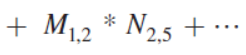 + M₁,₂ * N₂,₅ + ⋯